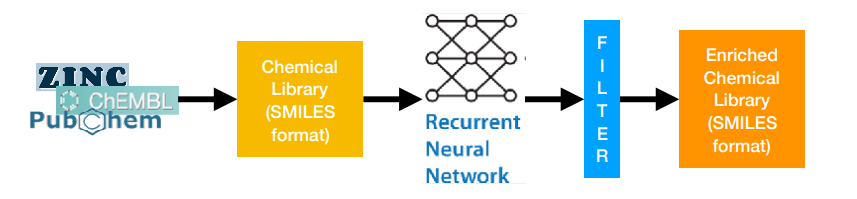 ZINC
ChEMBL
PubChem
Chemical
Library
(SMILES
format)
Recurrent
Neural
Network
F
I
L
T
E
R
Enriched
Chemical
Library
(SMILES
format)